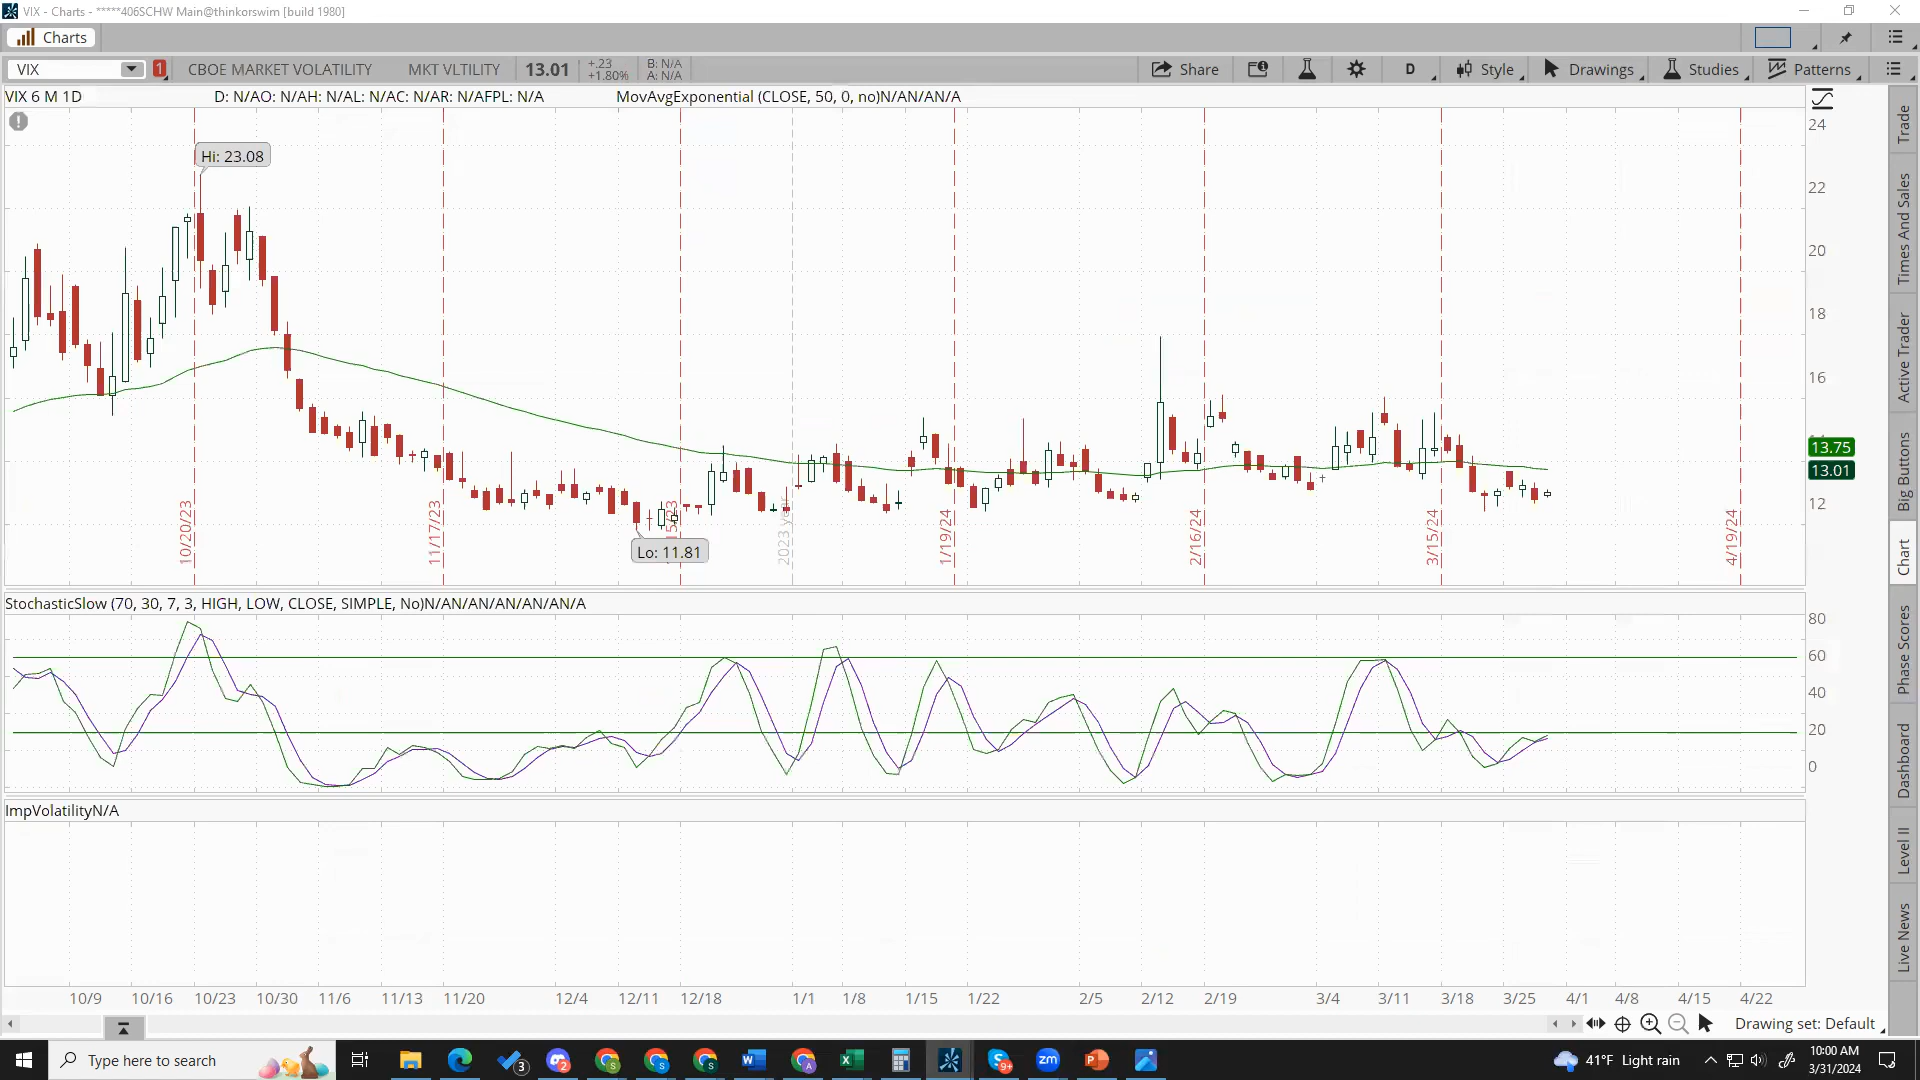 VIX - Charts - *****406SCHW Main@thinkorswim [build 1980]
Charts
VIX 1 CBOE MARKET VOLATILITY MKT VLTILITY 13.01 +.23 +1.80% B: N/A A: N/A Share D Style Drawings Studies Patterns
VIX 6 M 1D D: N/AO: N/AH: N/AL: N/AC: N/AR: N/AFPL: N/A MovAvgExponential (CLOSE, 50, 0, no)N/AN/AN/A
24
Hi: 23.08
22
20
18
16
13.75
13.01
12
Lo: 11.81
10/20/23
11/17/23
15/23
2023 year
1/19/24
2/16/24
3/15/24
4/19/24
StochasticSlow (70, 30, 7, 3, HIGH, LOW, CLOSE, SIMPLE, No)N/AN/AN/AN/AN/AN/A
80
60
40
20
0
ImpVolatilityN/A
10/9 10/16 10/23 10/30 11/6 11/13 11/20 12/4 12/11 12/18 1/1 1/8 1/15 1/22 2/5 2/12 2/19 3/4 3/11 3/18 3/25 4/1 4/8 4/15 4/22
Drawing set: Default
Trade
Times And Sales
Active Trader
Big Buttons
Chart
Phase Scores
Dashboard
Level II
Live News
Type here to search
3
2
9+
41°F Light rain
10:00 AM
3/31/2024